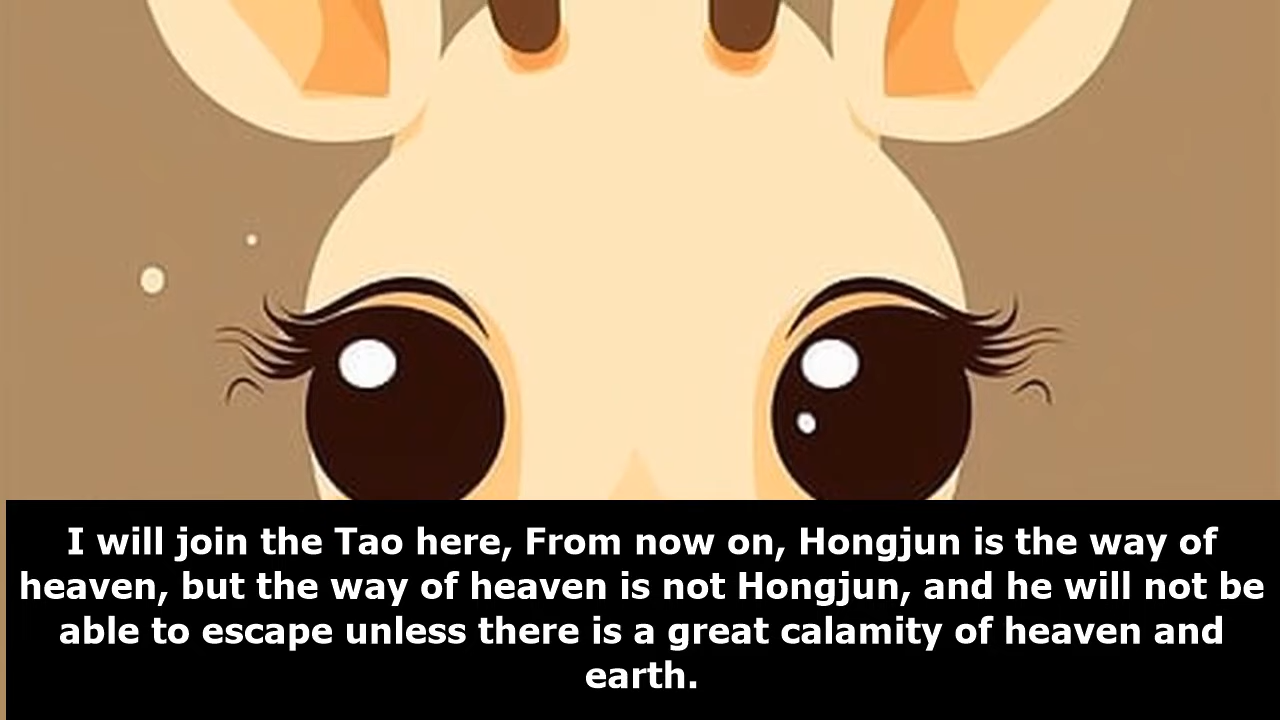 I will join the Tao here, From now on, Hongjun is the way of
heaven, but the way of heaven is not Hongjun, and he will not be
able to escape unless there is a great calamity of heaven and
earth.